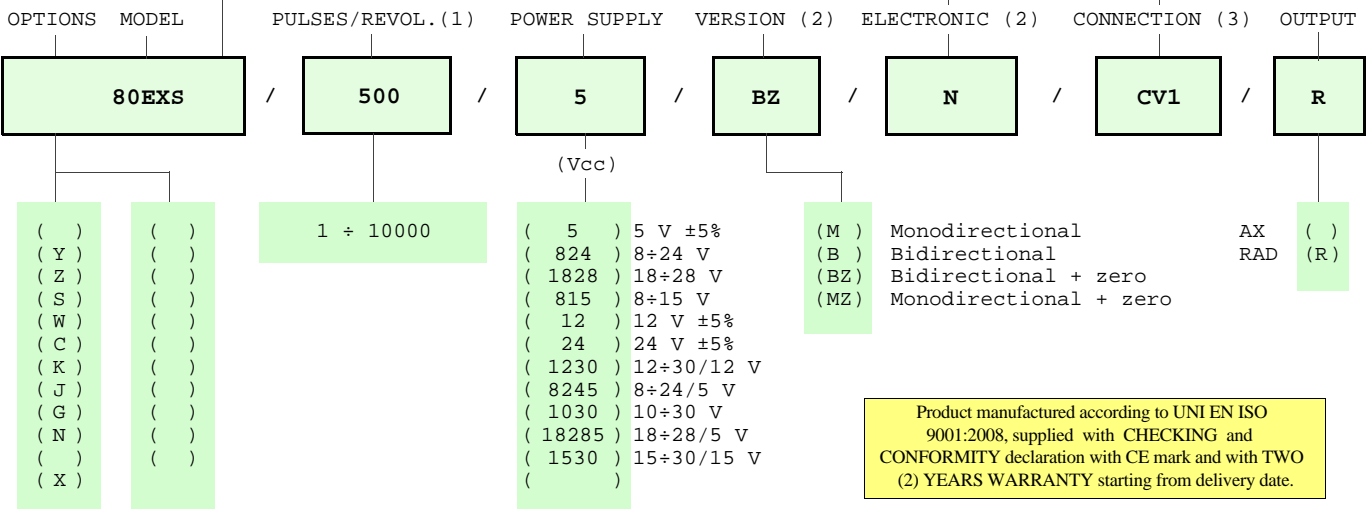 OPTIONS MODEL PULSES/REVOL.(1) POWER SUPPLY VERSION (2) ELECTRONIC (2) CONNECTION (3) OUTPUT
80EXS / 500 / 5 / BZ / N / CV1 / R
(Vcc)
( ) ( ) 1 ÷ 10000 ( 5 ) 5 V ±5% (M ) Monodirectional AX ( )
( Y ) ( ) ( 824 ) 8÷24 V (B ) Bidirectional RAD (R)
( Z ) ( ) ( 1828 ) 18÷28 V (BZ) Bidirectional + zero
( S ) ( ) ( 815 ) 8÷15 V (MZ) Monodirectional + zero
( W ) ( ) ( 12 ) 12 V ±5%
( C ) ( ) ( 24 ) 24 V ±5%
( K ) ( ) ( 1230 ) 12÷30/12 V
( J ) ( ) ( 8245 ) 8÷24/5 V
( G ) ( ) ( 1030 ) 10÷30 V
( N ) ( ) ( 18285 ) 18÷28/5 V
( ) ( ) ( 1530 ) 15÷30/15 V
( X ) ( )
Product manufactured according to UNI EN ISO
9001:2008, supplied with CHECKING and
CONFORMITY declaration with CE mark and with TWO
(2) YEARS WARRANTY starting from delivery date.